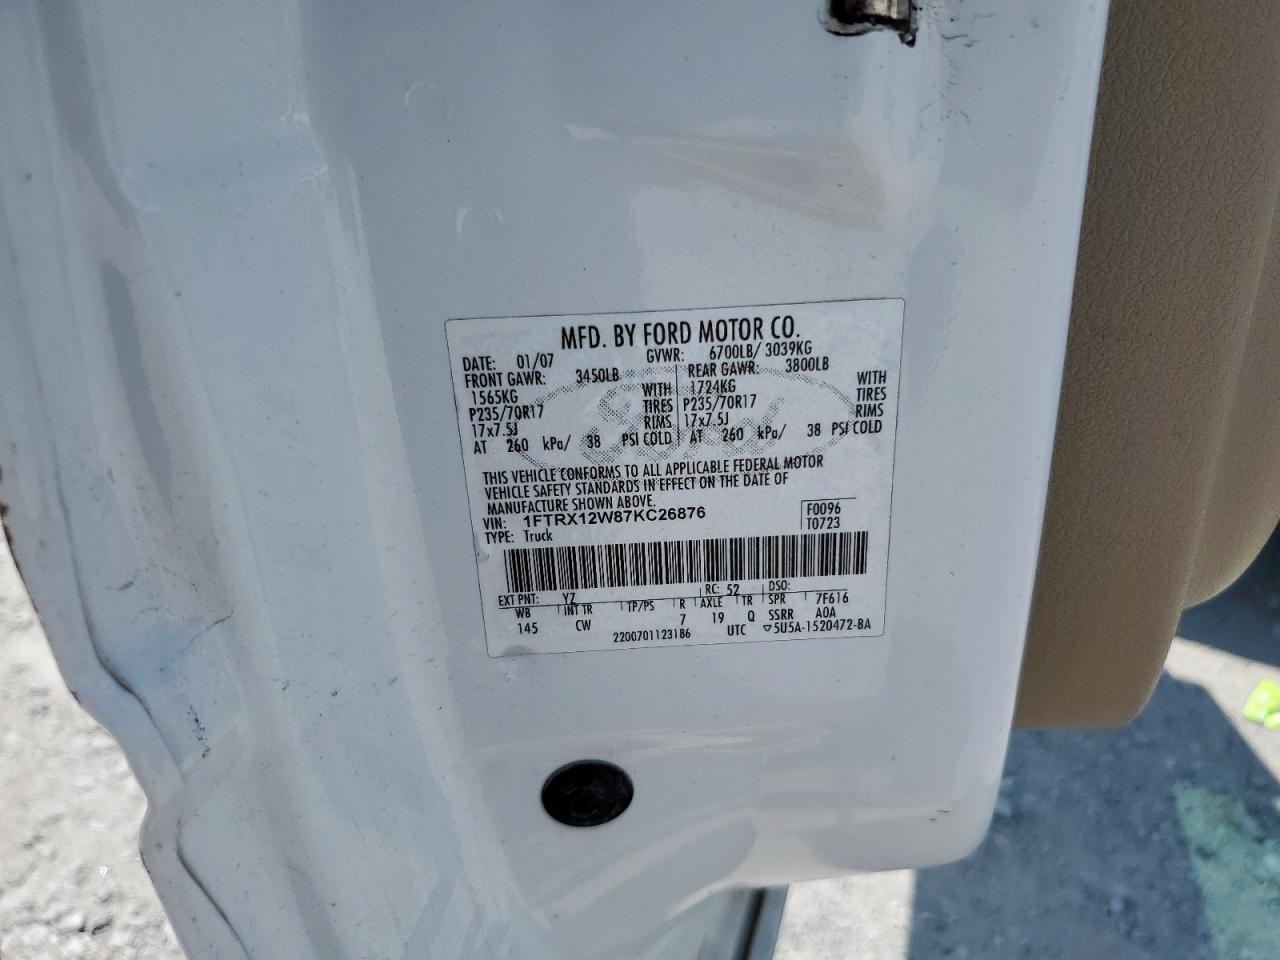 MFD. BY FORD MOTOR CO.
DATE: 01/07 GVWR: 6700LB/ 3039KG
FRONT GAWR: 3450LB REAR GAWR: 3800LB
1565KG WITH 1724KG WITH
P235/70R17 TIRES P235/70R17 TIRES
17x7.5J RIMS 17x7.5J RIMS
AT 260 kPa/ 38 PSI COLD AT 260 kPa/ 38 PSI COLD
Ford
THIS VEHICLE CONFORMS TO ALL APPLICABLE FEDERAL MOTOR
VEHICLE SAFETY STANDARDS IN EFFECT ON THE DATE OF
MANUFACTURE SHOWN ABOVE.
VIN: 1FTRX12W87KC26876 F0096
TYPE: Truck T0723
EXT PNT: YZ RC: 52 DSO:
WB INT TR TP/PS R AXLE TR SPR 7F616
145 CW 7 19 Q SSRR A0A
2200701123186 UTC ▽5U5A-1520472-BA